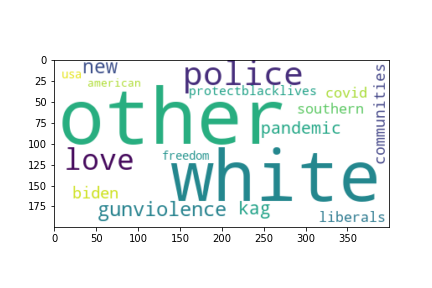 0
25
50
75
100
125
150
175
usa
new
american
police
protectblacklives
covid
communities
southern
other
pandemic
love
freedom
white
biden
gunviolence
kag
liberals
0 50 100 150 200 250 300 350